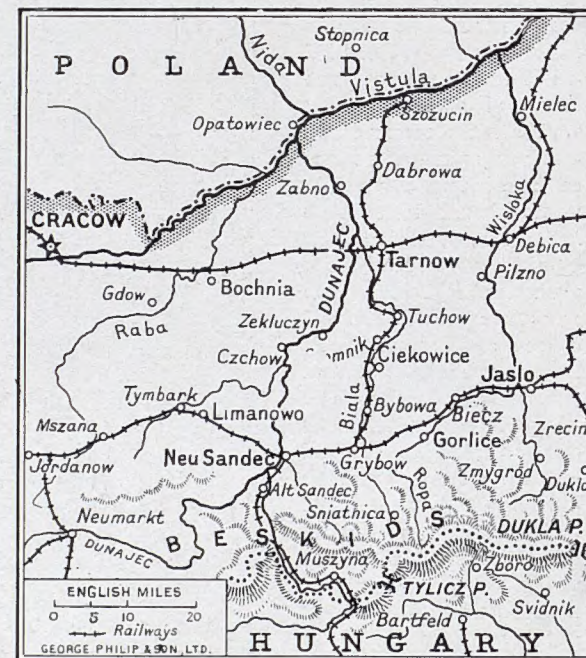 Stopnica
Nida
POLAND
Vistula
Opatowiec
Szozucin
Mielec
Dabrowa
Zabno
Wisloka
CRACOW
DUNAJEC
Tarnow
Debica
Pilzno
Bochnia
Gdow
Raba
Tuchow
Zekluczyn
Czchow
Ciekowice
Jaslo
Tymbark
Limanowo
Biala
Bybowa
Biecz
Mszana
Gorlice
Zrecin
Jordanow
Neu Sandec
Grybow
Zmygród
Dukla
Alt Sandec
Ropa
Neumarkt
Sniathica
DUNAJEC
BESKIDS
DUKLA P.
Muszyna
Zboro
TYLICZ P.
Svidnik
Bartfeld
HUNGARY
ENGLISH MILES
0 5 10 20
Railways
GEORGE PHILIP & SON, LTD.